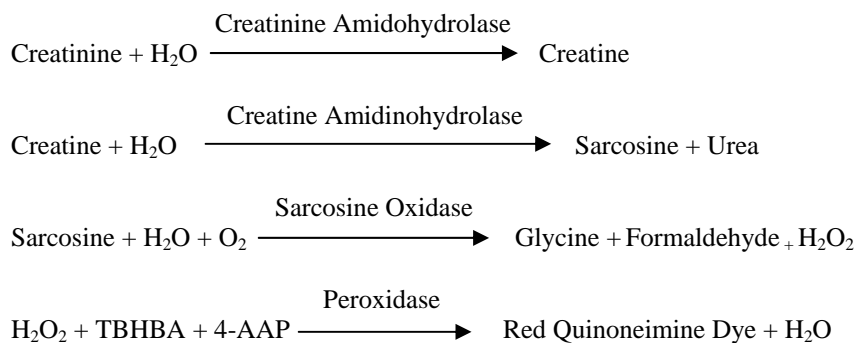 Creatinine Amidohydrolase
Creatinine + H₂O Creatine
Creatine Amidinohydrolase
Creatine + H₂O Sarcosine + Urea
Sarcosine Oxidase
Sarcosine + H₂O + O₂ Glycine + Formaldehyde + H₂O₂
Peroxidase
H₂O₂ + TBHBA + 4-AAP Red Quinoneimine Dye + H₂O